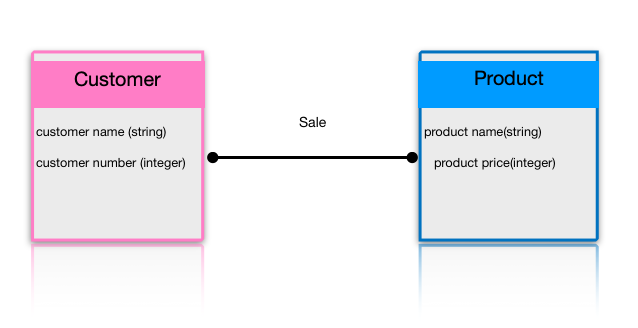 Customer
customer name (string)
customer number (integer)
Sale
Product
product name(string)
product price(integer)